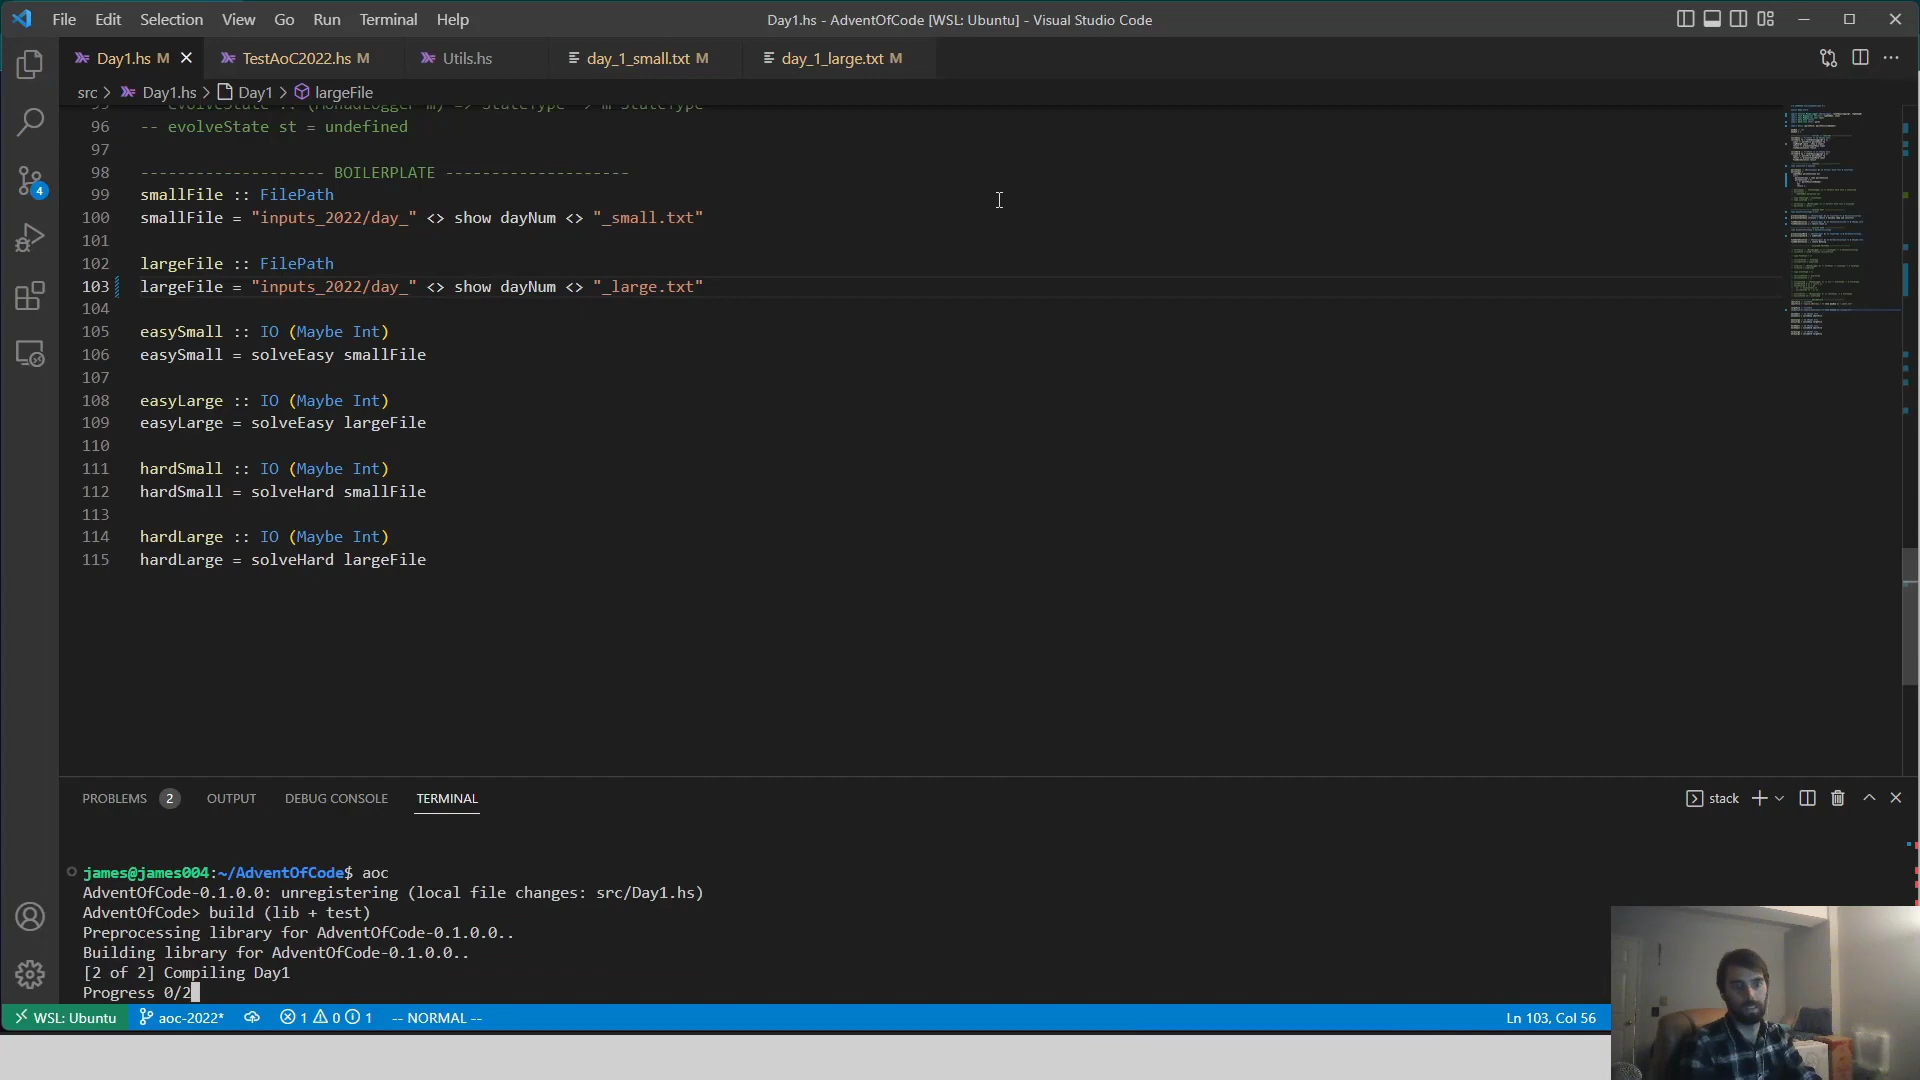 File Edit Selection View Go Run Terminal Help
Day1.hs - AdventOfCode [WSL: Ubuntu] - Visual Studio Code
Day1.hs M
TestAoC2022.hs M
Utils.hs
day_1_small.txt M
day_1_large.txt M
src > Day1.hs > Day1 > largeFile
96 -- evolveState st = undefined
97
98 -------------------- BOILERPLATE --------------------
99 smallFile :: FilePath
100 smallFile = "inputs_2022/day_" <> show dayNum <> "_small.txt"
101
102 largeFile :: FilePath
103 largeFile = "inputs_2022/day_" <> show dayNum <> "_large.txt"
104
105 easySmall :: IO (Maybe Int)
106 easySmall = solveEasy smallFile
107
108 easyLarge :: IO (Maybe Int)
109 easyLarge = solveEasy largeFile
110
111 hardSmall :: IO (Maybe Int)
112 hardSmall = solveHard smallFile
113
114 hardLarge :: IO (Maybe Int)
115 hardLarge = solveHard largeFile
4
PROBLEMS 2 OUTPUT DEBUG CONSOLE TERMINAL
stack
james@james004:~/AdventOfCode$ aoc
AdventOfCode-0.1.0.0: unregistering (local file changes: src/Day1.hs)
AdventOfCode> build (lib + test)
Preprocessing library for AdventOfCode-0.1.0.0..
Building library for AdventOfCode-0.1.0.0..
[2 of 2] Compiling Day1
Progress 0/2
WSL: Ubuntu aoc-2022* 1 0 1 -- NORMAL --
Ln 103, Col 56